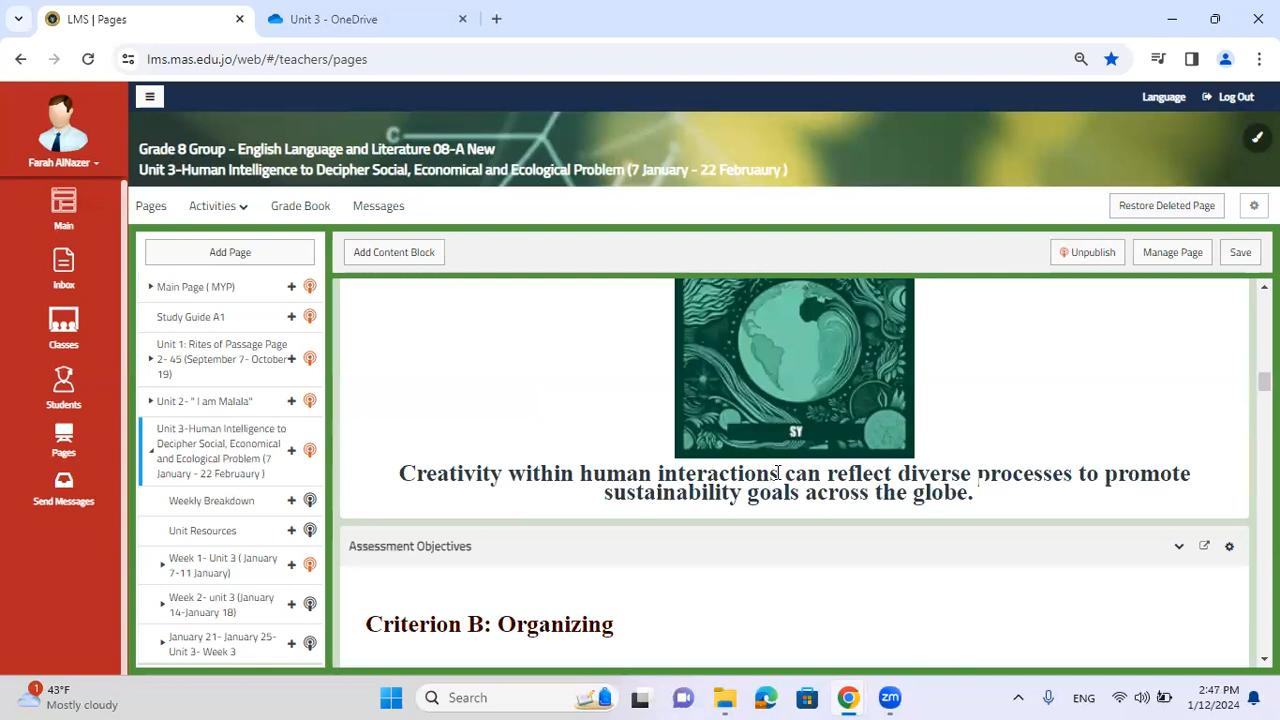 LMS | Pages
Unit 3 - OneDrive
lms.mas.edu.jo/web/#/teachers/pages
Language
Log Out
Farah AlNazer
Grade 8 Group - English Language and Literature 08-A New
Unit 3-Human Intelligence to Decipher Social, Economical and Ecological Problem (7 January - 22 Februaury )
Pages
Activities
Grade Book
Messages
Restore Deleted Page
Main
Inbox
Classes
Students
Pages
Send Messages
Add Page
Main Page ( MYP)
Study Guide A1
Unit 1: Rites of Passage Page
2- 45 (September 7- October
19)
Unit 2- " I am Malala"
Unit 3-Human Intelligence to
Decipher Social, Economical
and Ecological Problem (7
January - 22 Februaury )
Weekly Breakdown
Unit Resources
Week 1- Unit 3 ( January
7-11 January)
Week 2- unit 3 (January
14-January 18)
January 21- January 25-
Unit 3- Week 3
Add Content Block
Unpublish
Manage Page
Save
SY
Creativity within human interactions can reflect diverse processes to promote
sustainability goals across the globe.
Assessment Objectives
Criterion B: Organizing
1
43°F
Mostly cloudy
Search
ENG
2:47 PM
1/12/2024